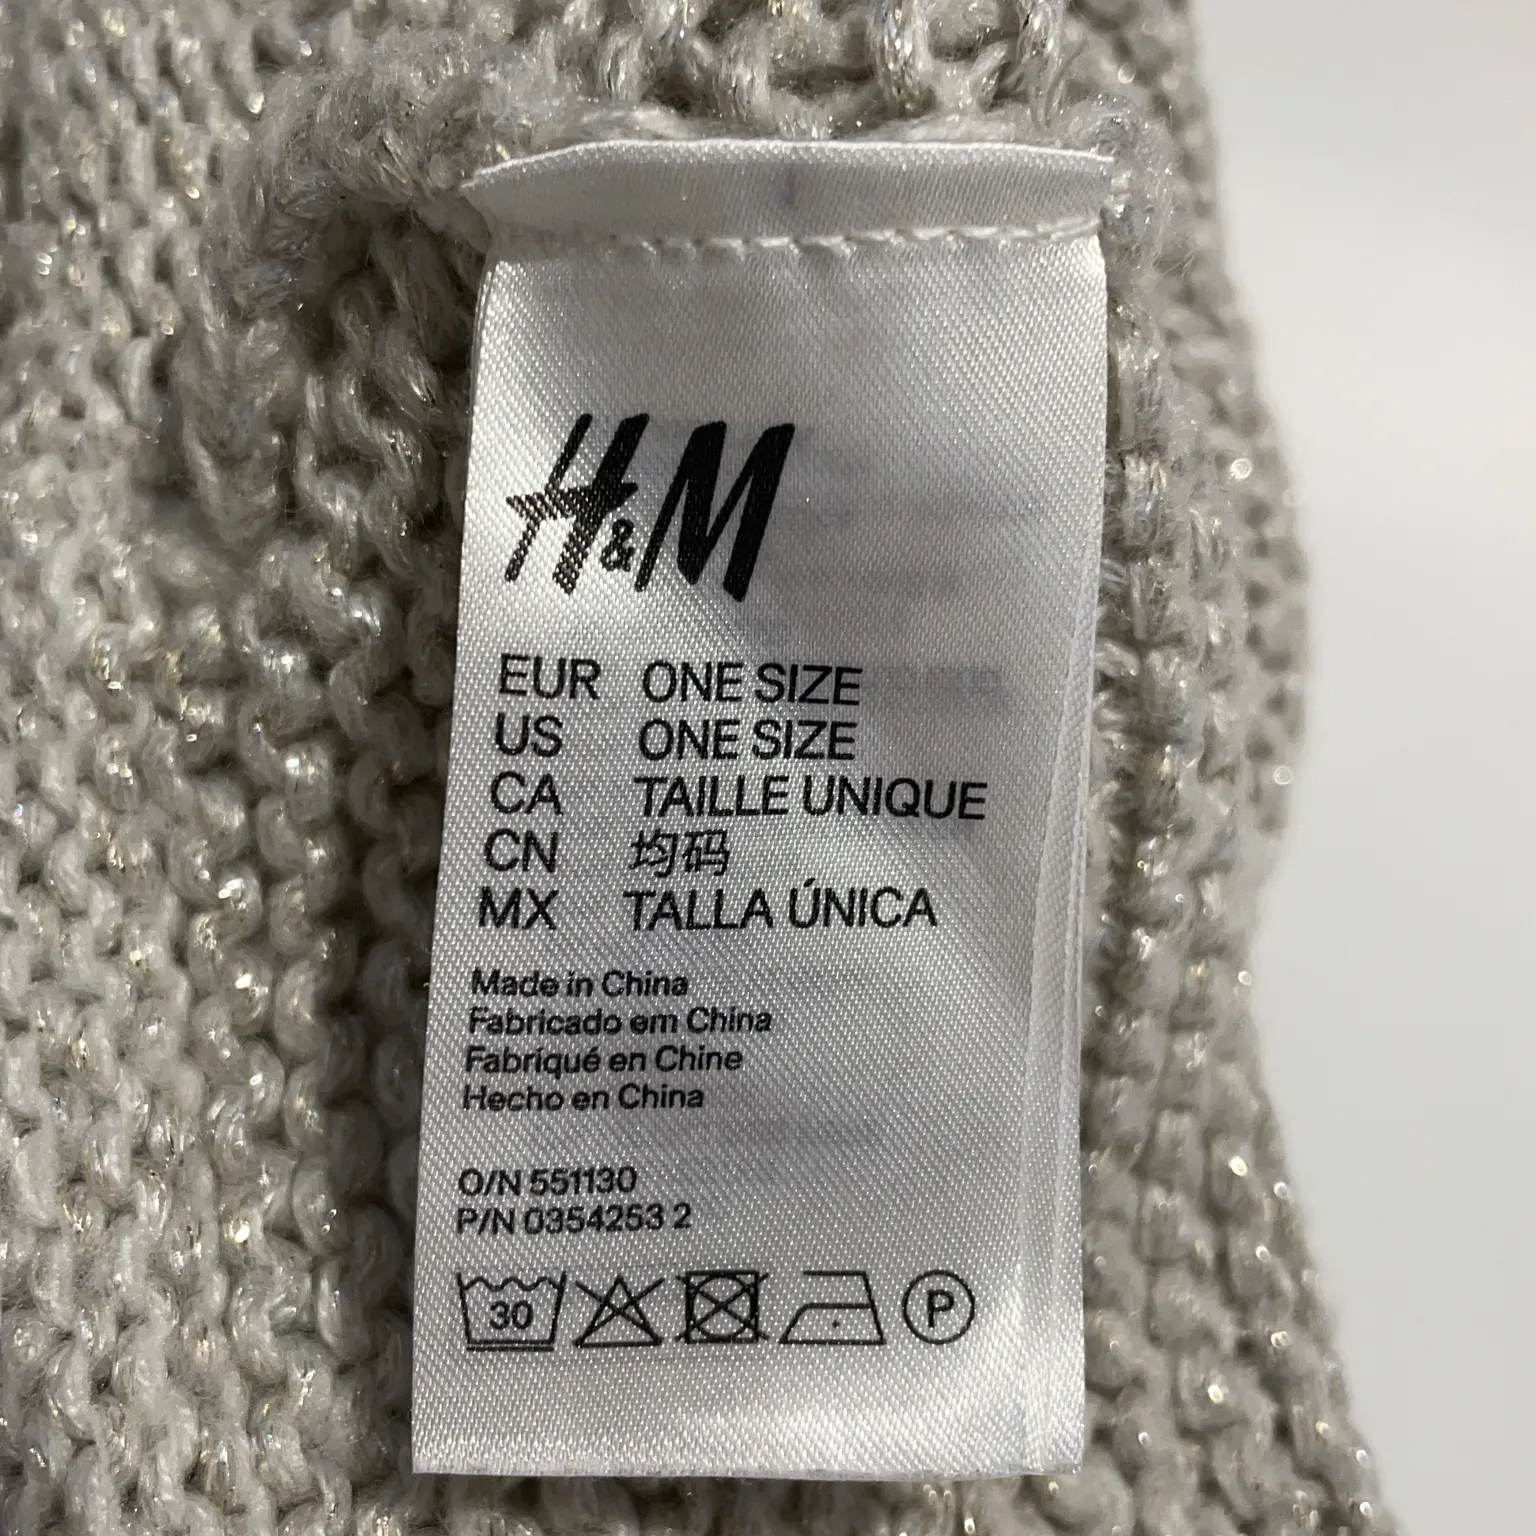 H&M
EUR ONE SIZE
US ONE SIZE
CA TAILLE UNIQUE
CN 均码
MX TALLA ÚNICA
Made in China
Fabricado em China
Fabriqué en Chine
Hecho en China
O/N 551130
P/N 0354253 2
30 P